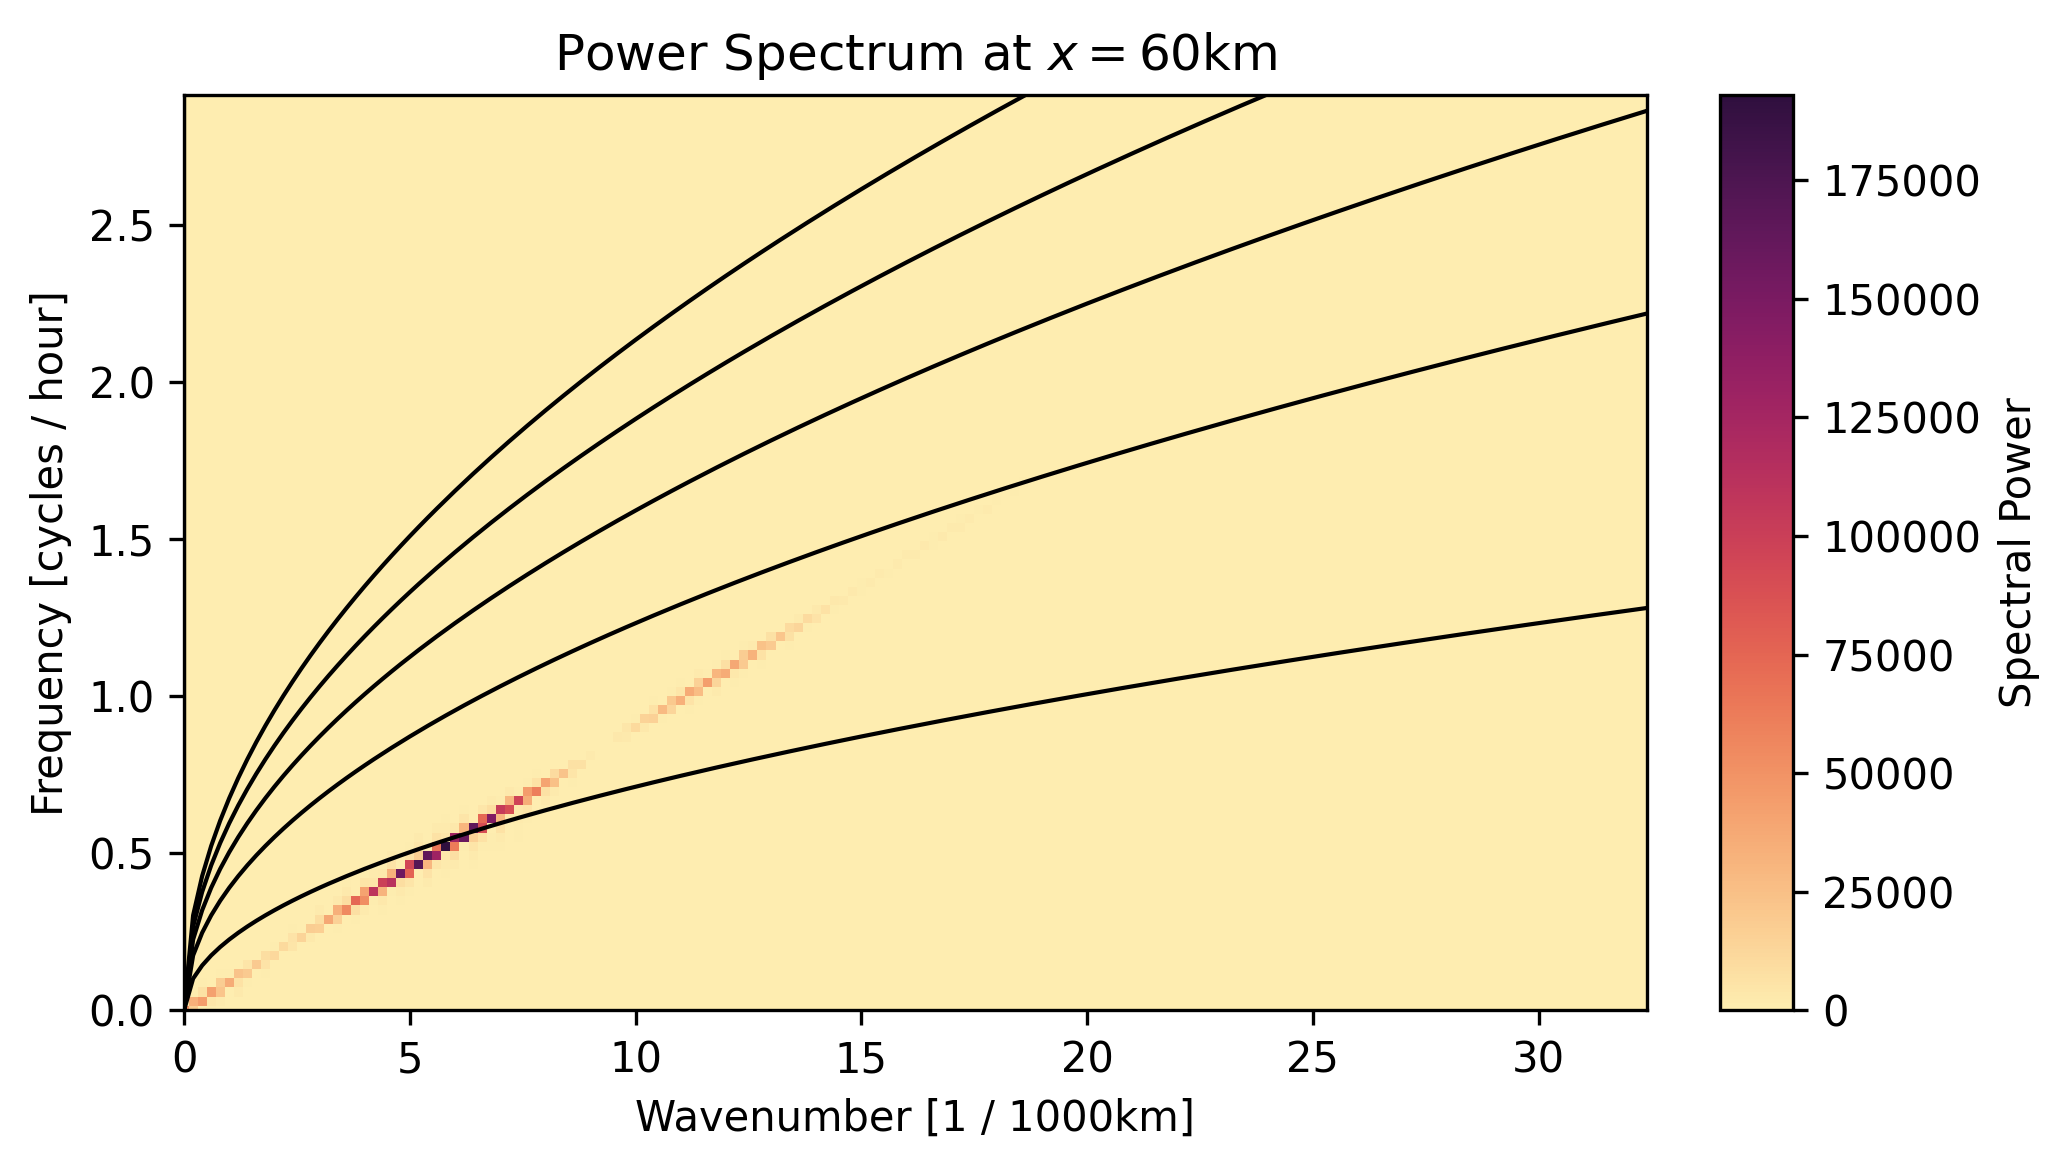 Power Spectrum at x = 60km
Frequency [cycles / hour]
2.5
2.0
1.5
1.0
0.5
0.0
0 5 10 15 20 25 30
Wavenumber [1 / 1000km]
175000
150000
125000
100000
75000
50000
25000
0
Spectral Power